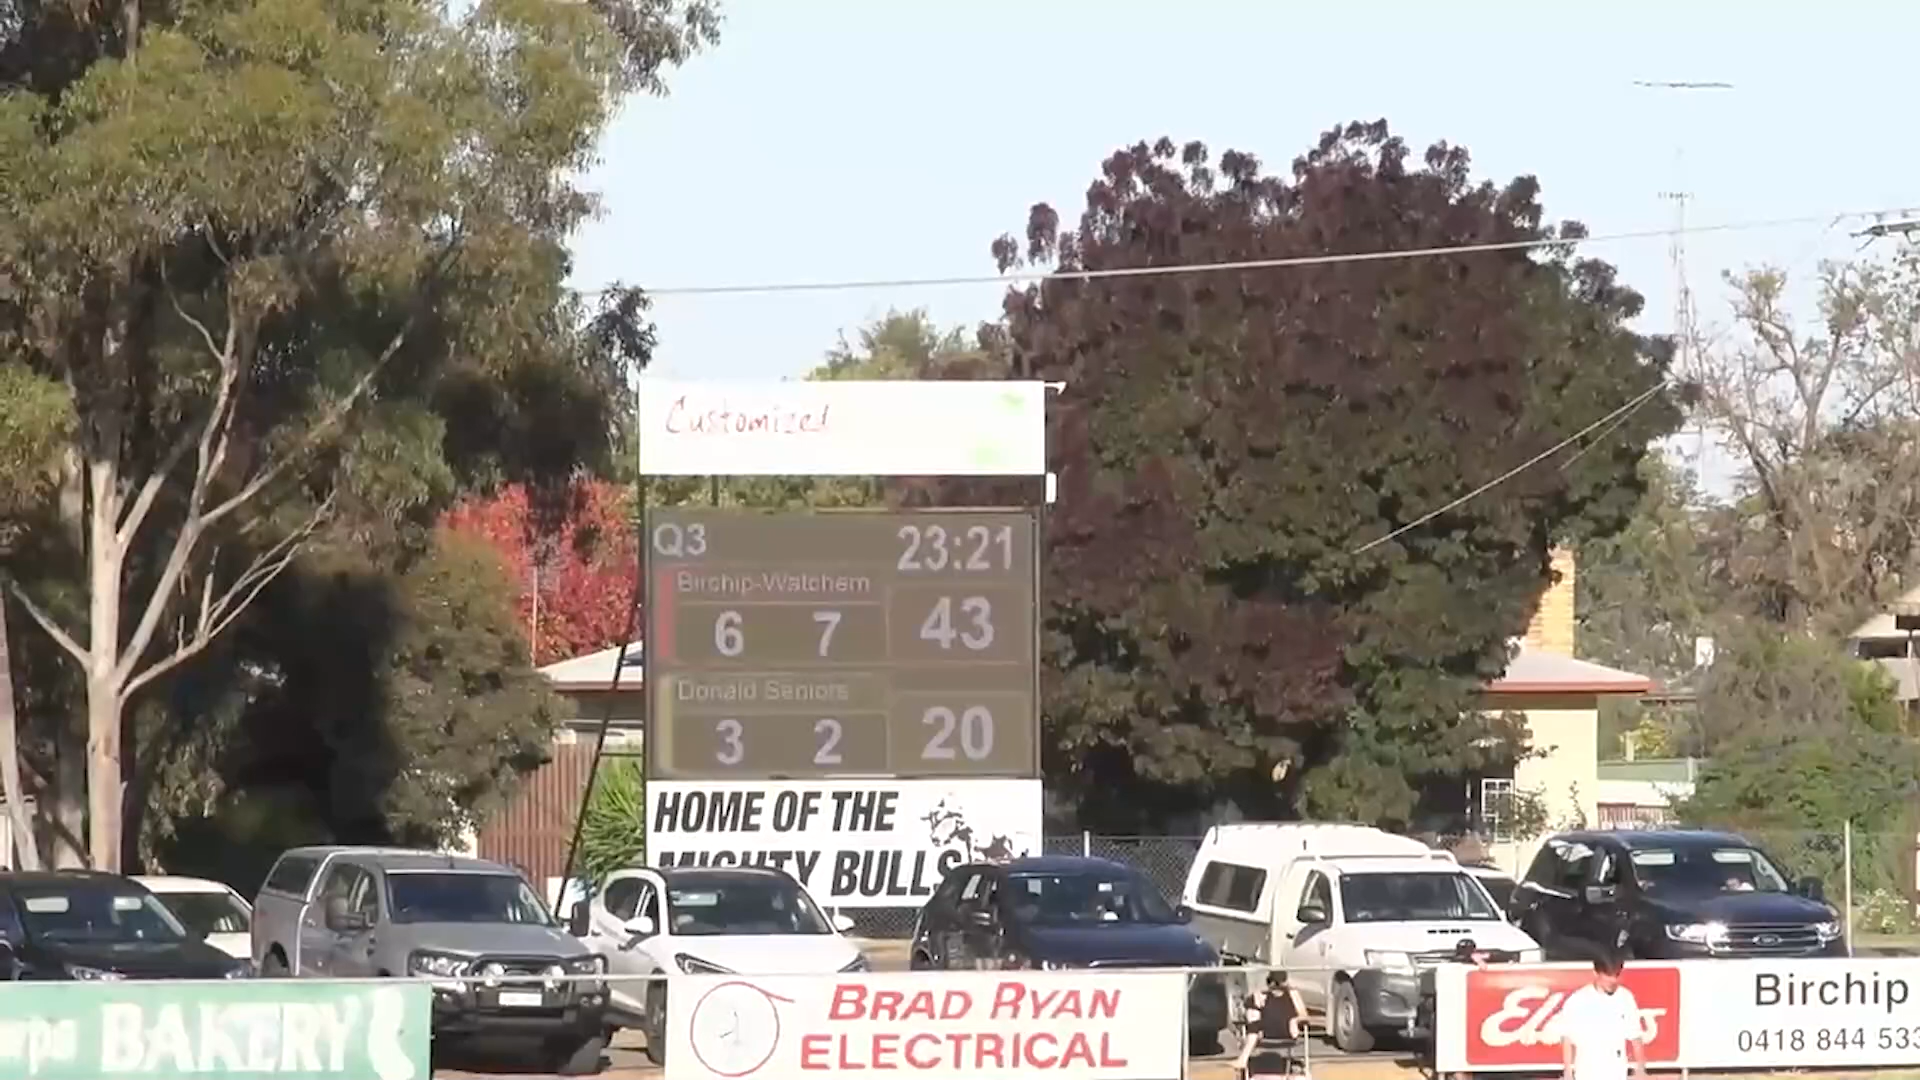 Customized
Q3 23:21
Birchip-Watchem
6 7 43
Donald Seniors
3 2 20
HOME OF THE
MIGHTY BULLS
BAKERY
BRAD RYAN
ELECTRICAL
Birchip
0418 844 533